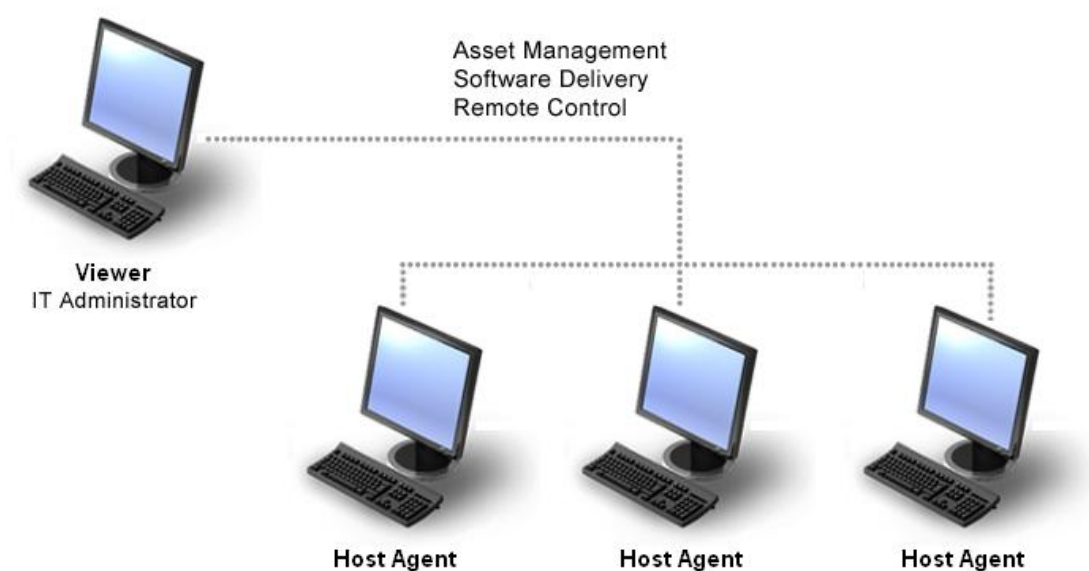 Asset Management
Software Delivery
Remote Control
Viewer
IT Administrator
Host Agent
Host Agent
Host Agent